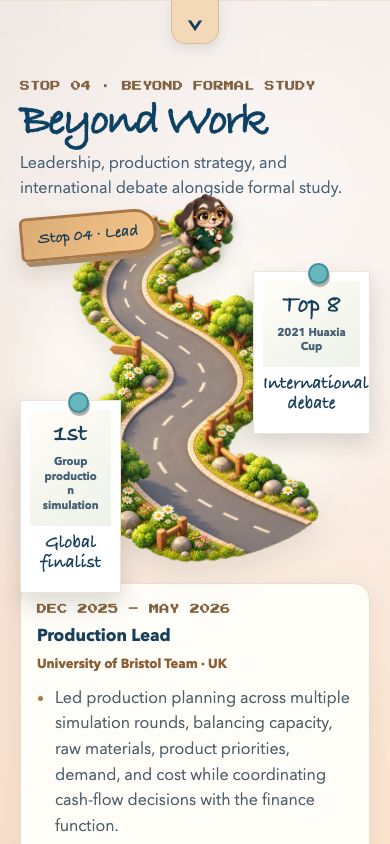 STOP 04 · BEYOND FORMAL STUDY
Beyond Work
Leadership, production strategy, and
international debate alongside formal study.
Stop 04 · Lead
Top 8
2021 Huaxia
Cup
International
debate
1st
Group
productio
n
simulation
Global
finalist
DEC 2025 — MAY 2026
Production Lead
University of Bristol Team · UK
• Led production planning across multiple
simulation rounds, balancing capacity,
raw materials, product priorities,
demand, and cost while coordinating
cash-flow decisions with the finance
function.